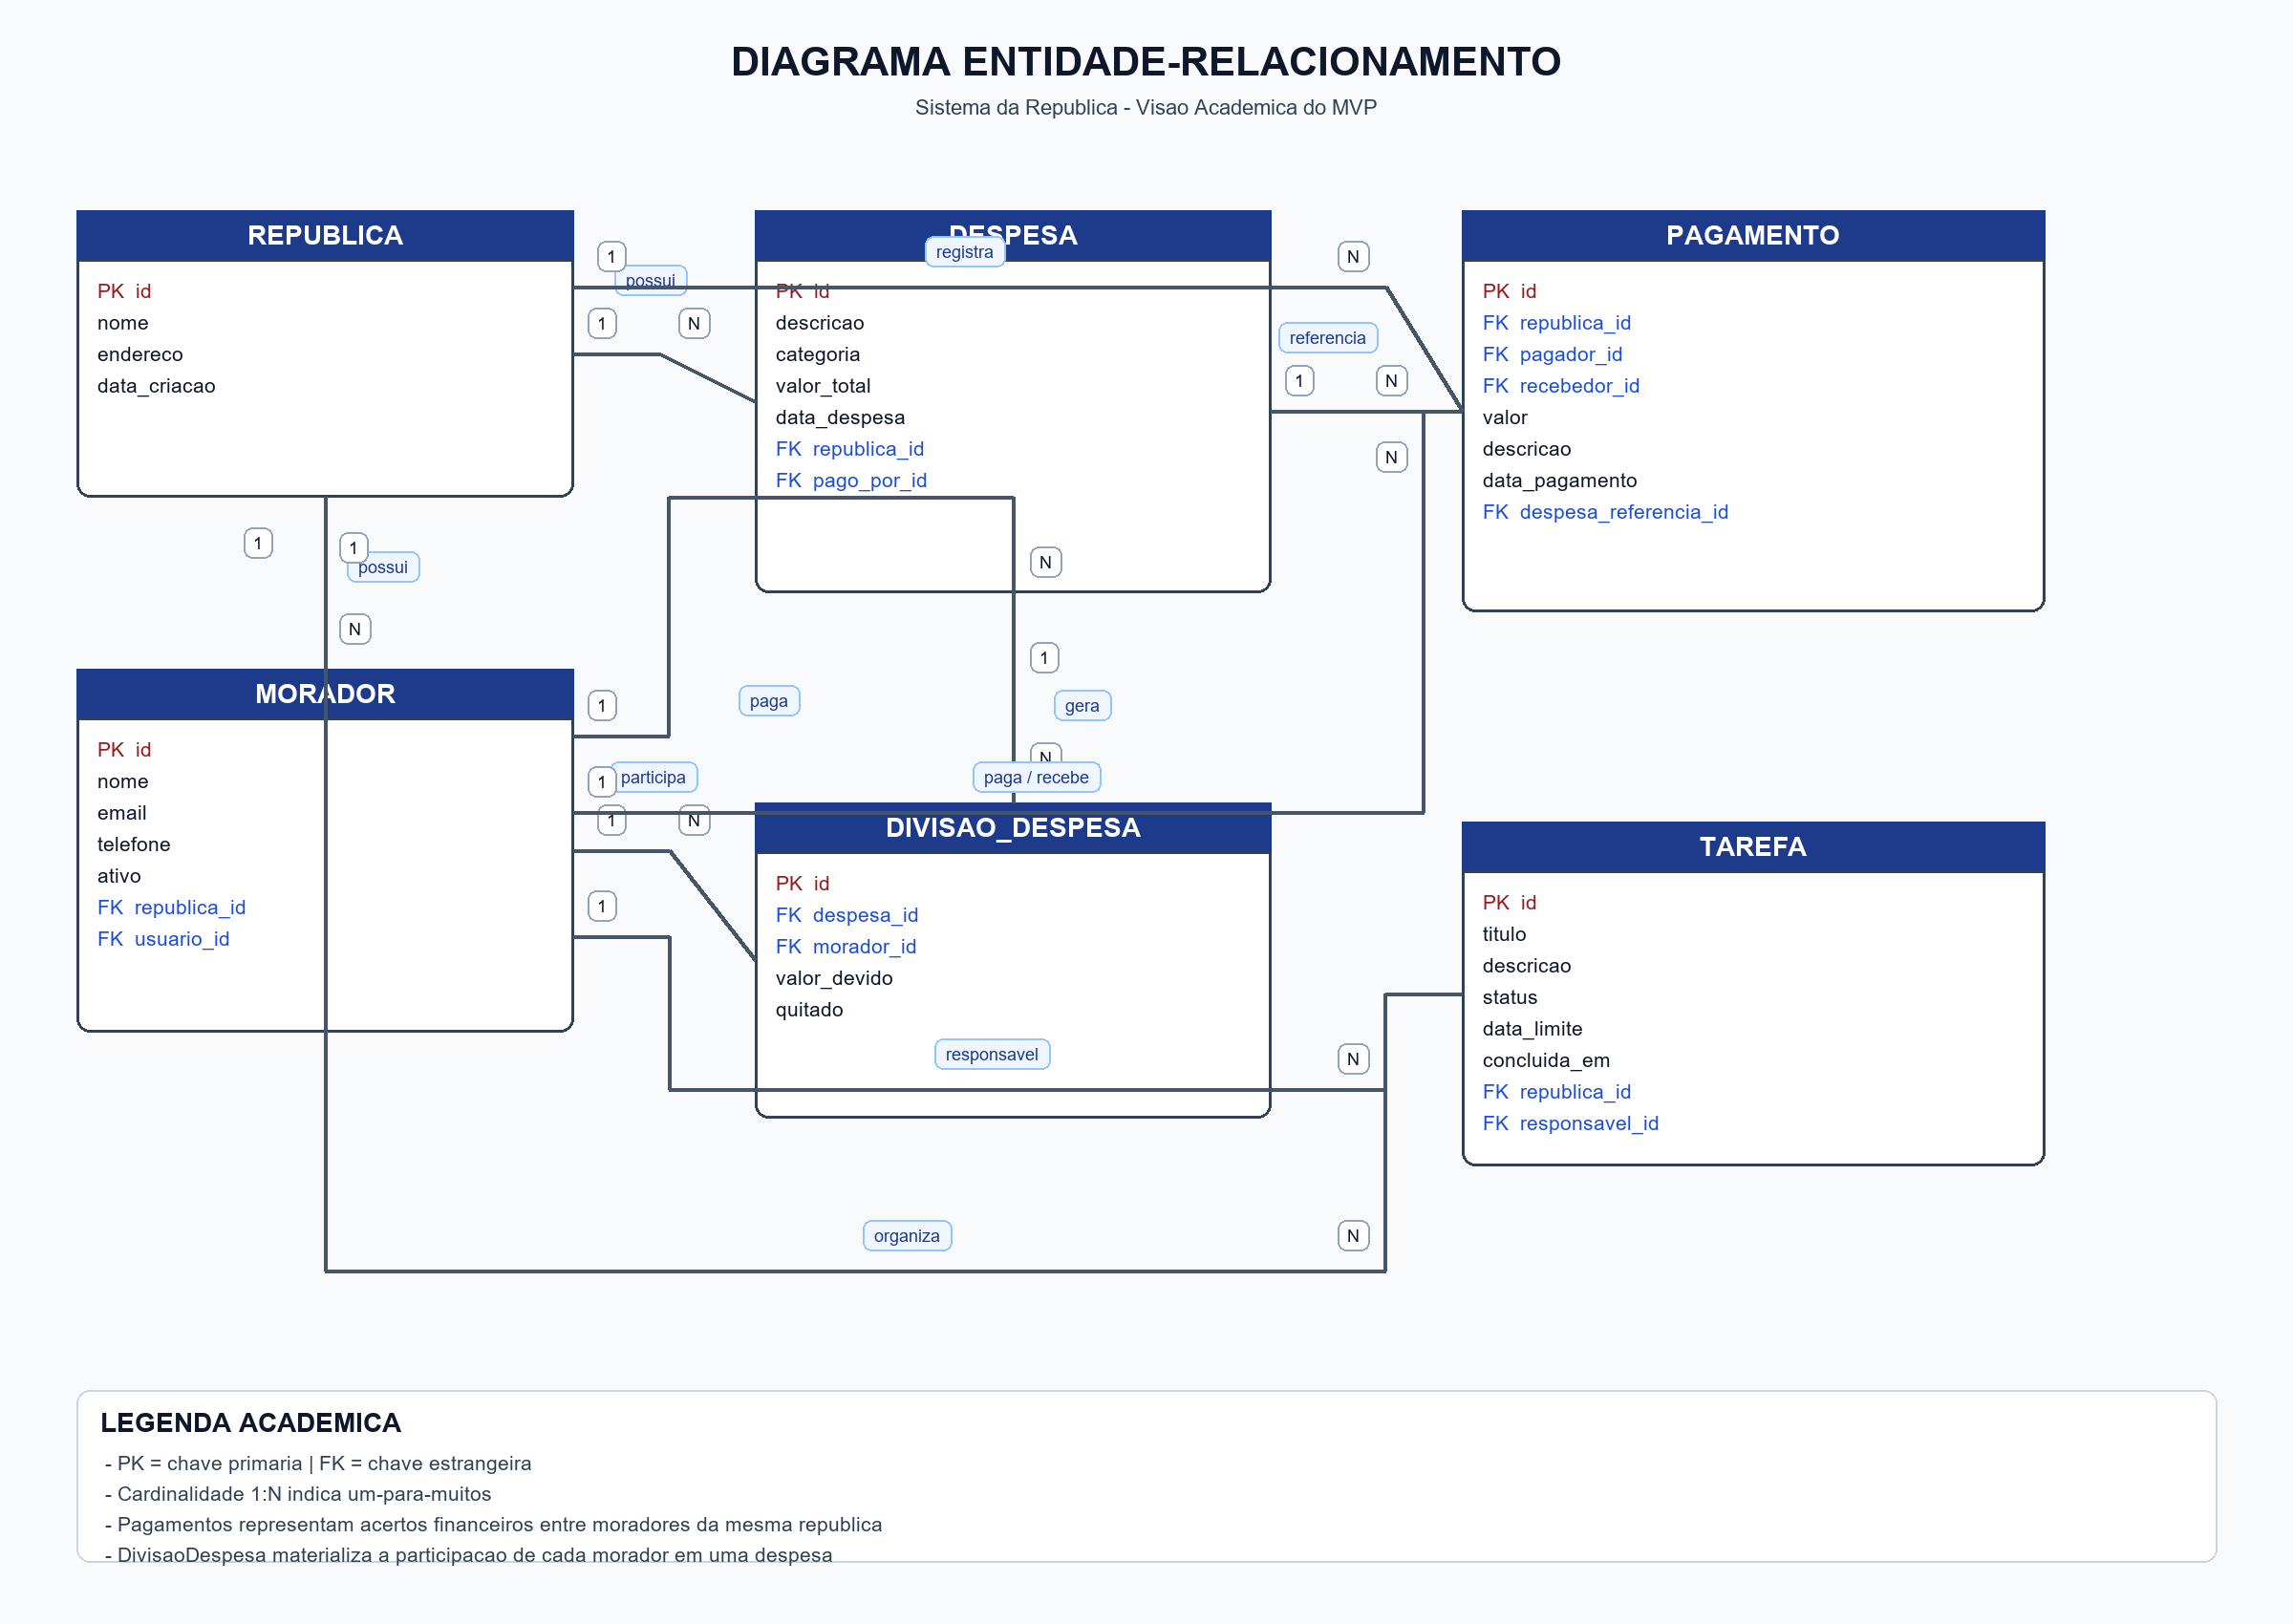 DIAGRAMA ENTIDADE-RELACIONAMENTO
Sistema da Republica - Visao Academica do MVP
REPUBLICA
PK id
nome
endereco
data_criacao
1
possui
1
N
DESPESA
registra
PK id
descricao
categoria
valor_total
data_despesa
FK republica_id
FK pago_por_id
N
N
referencia
1
N
N
PAGAMENTO
PK id
FK republica_id
FK pagador_id
FK recebedor_id
valor
descricao
data_pagamento
FK despesa_referencia_id
1
1
possui
N
1
paga
gera
MORADOR
PK id
nome
email
telefone
ativo
FK republica_id
FK usuario_id
1
1
participa
1
N
1
N
paga / recebe
DIVISAO_DESPESA
PK id
FK despesa_id
FK morador_id
valor_devido
quitado
responsavel
N
TAREFA
PK id
titulo
descricao
status
data_limite
concluida_em
FK republica_id
FK responsavel_id
organiza
N
LEGENDA ACADEMICA
- PK = chave primaria | FK = chave estrangeira
- Cardinalidade 1:N indica um-para-muitos
- Pagamentos representam acertos financeiros entre moradores da mesma republica
- DivisaoDespesa materializa a participacao de cada morador em uma despesa